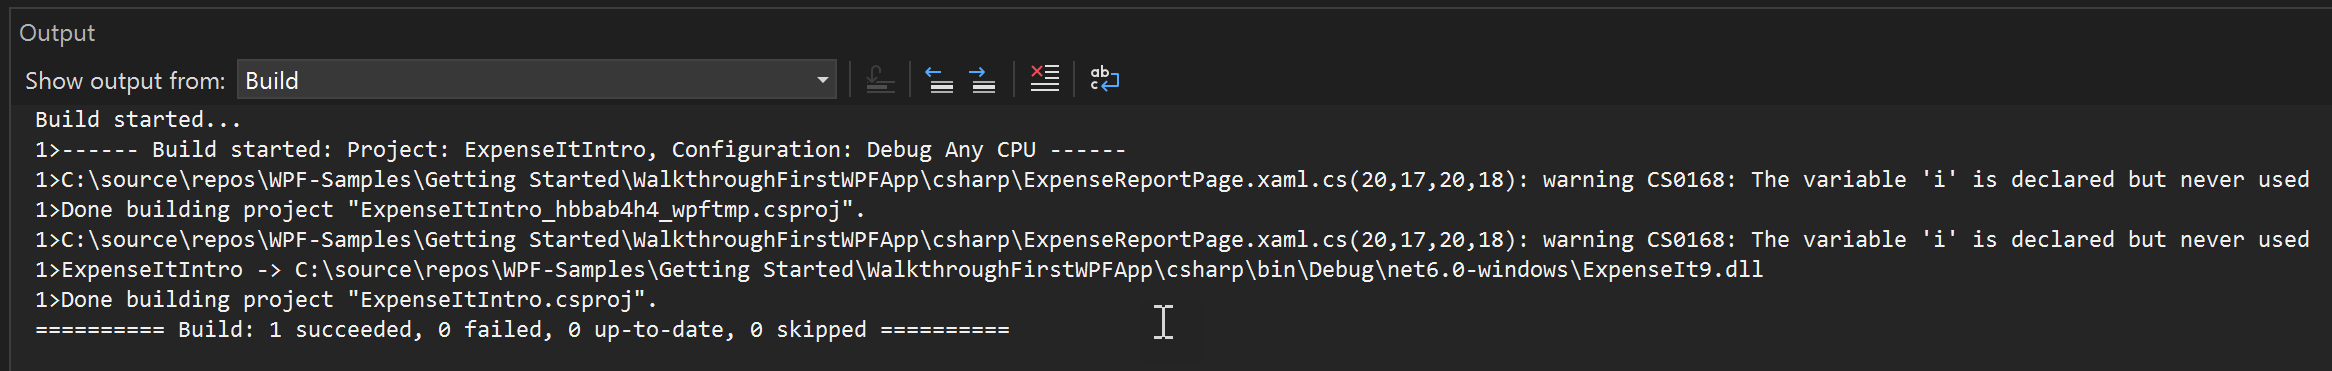 Output
Show output from: Build
ab
c
Build started...
1>------ Build started: Project: ExpenseItIntro, Configuration: Debug Any CPU ------
1>C:\source\repos\WPF-Samples\Getting Started\WalkthroughFirstWPFApp\csharp\ExpenseReportPage.xaml.cs(20,17,20,18): warning CS0168: The variable 'i' is declared but never used
1>Done building project "ExpenseItIntro_hbbab4h4_wpftmp.csproj".
1>C:\source\repos\WPF-Samples\Getting Started\WalkthroughFirstWPFApp\csharp\ExpenseReportPage.xaml.cs(20,17,20,18): warning CS0168: The variable 'i' is declared but never used
1>ExpenseItIntro -> C:\source\repos\WPF-Samples\Getting Started\WalkthroughFirstWPFApp\csharp\bin\Debug\net6.0-windows\ExpenseIt9.dll
1>Done building project "ExpenseItIntro.csproj".
========== Build: 1 succeeded, 0 failed, 0 up-to-date, 0 skipped ==========